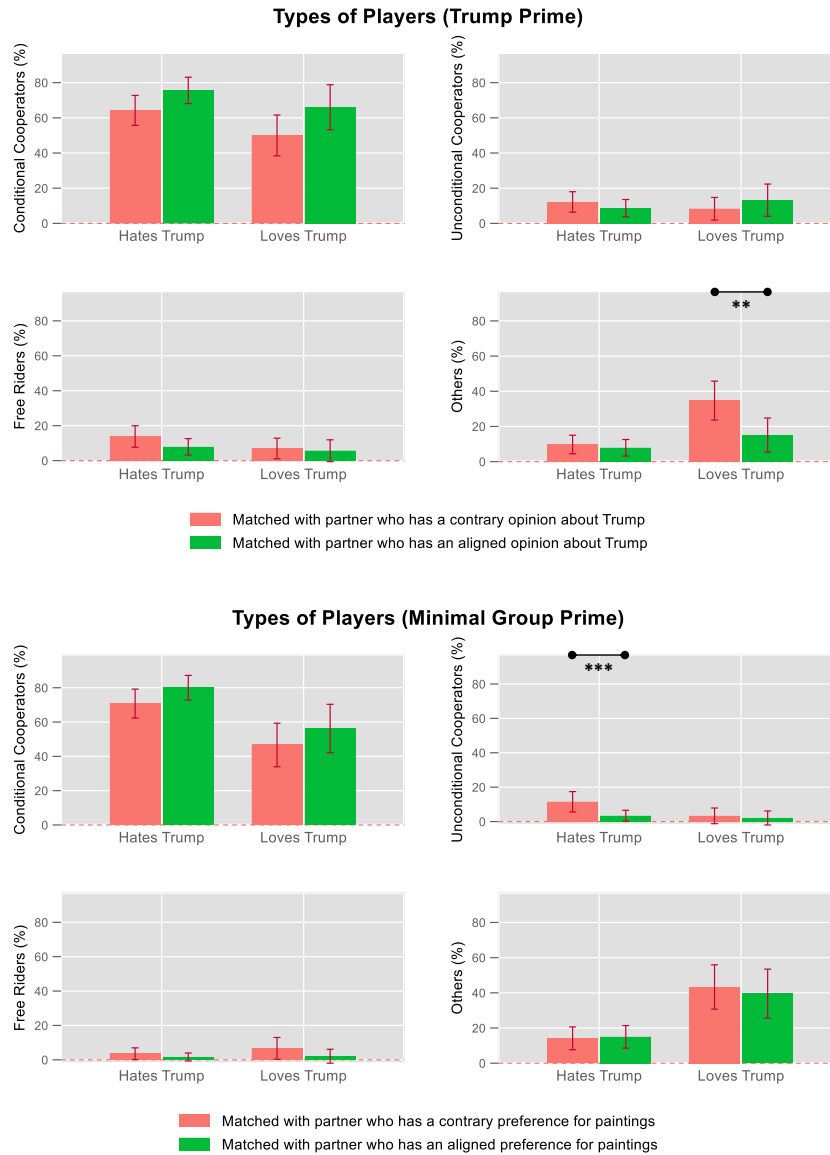 Types of Players (Trump Prime)
Conditional Cooperators (%)
80
60
40
20
0
Hates Trump
Loves Trump
Unconditional Cooperators (%)
80
60
40
20
0
Hates Trump
Loves Trump
Free Riders (%)
80
60
40
20
0
Hates Trump
Loves Trump
Others (%)
80
60
40
20
0
**
Hates Trump
Loves Trump
Matched with partner who has a contrary opinion about Trump
Matched with partner who has an aligned opinion about Trump
Types of Players (Minimal Group Prime)
Conditional Cooperators (%)
80
60
40
20
0
Hates Trump
Loves Trump
Unconditional Cooperators (%)
80
60
40
20
0
***
Hates Trump
Loves Trump
Free Riders (%)
80
60
40
20
0
Hates Trump
Loves Trump
Others (%)
80
60
40
20
0
Hates Trump
Loves Trump
Matched with partner who has a contrary preference for paintings
Matched with partner who has an aligned preference for paintings